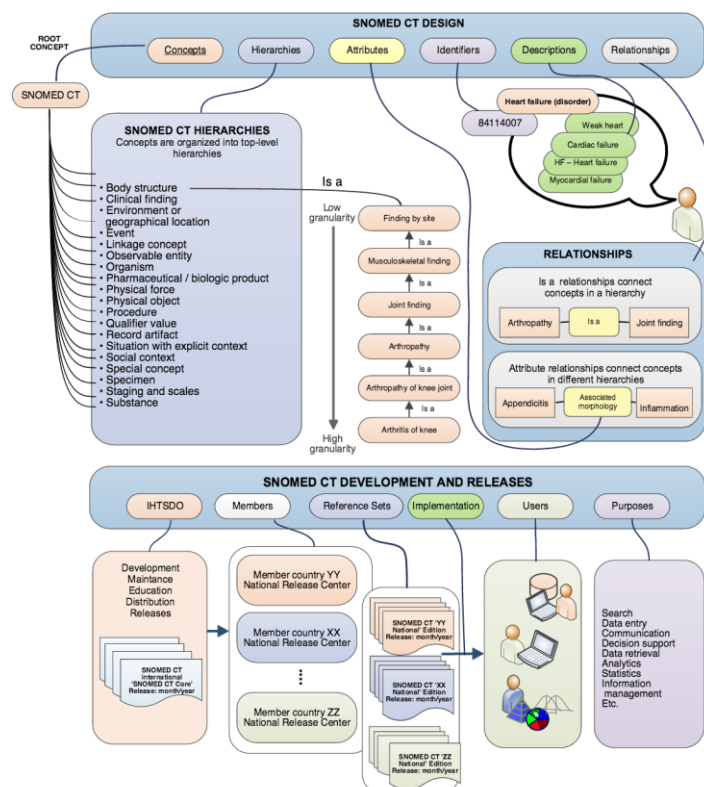 SNOMED CT DESIGN
ROOT
CONCEPT
Concepts
Hierarchies
Attributes
Identifiers
Descriptions
Relationships
SNOMED CT
SNOMED CT HIERARCHIES
Concepts are organized into top-level
hierarchies
• Body structure
• Clinical finding
• Environment or
geographical location
• Event
• Linkage concept
• Observable entity
• Organism
• Pharmaceutical / biologic product
• Physical force
• Physical object
• Procedure
• Qualifier value
• Record artifact
• Situation with explicit context
• Social context
• Special concept
• Specimen
• Staging and scales
• Substance
Is a
Low
granularity
High
granularity
Finding by site
Is a
Musculoskeletal finding
Is a
Joint finding
Is a
Arthropathy
Is a
Arthropathy of knee joint
Is a
Arthritis of knee
Heart failure (disorder)
84114007
Weak heart
Cardiac failure
HF – Heart failure
Myocardial failure
RELATIONSHIPS
Is a relationships connect
concepts in a hierarchy
Arthropathy
Is a
Joint finding
Attribute relationships connect concepts
in different hierarchies
Appendicitis
Associated
morphology
Inflammation
SNOMED CT DEVELOPMENT AND RELEASES
IHTSDO
Members
Reference Sets
Implementation
Users
Purposes
Development
Maintance
Education
Distribution
Releases
SNOMED CT
international
'SNOMED CT Core'
Release: month/year
Member country YY
National Release Center
Member country XX
National Release Center
Member country ZZ
National Release Center
SNOMED CT 'YY
National' Edition
Release: month/year
SNOMED CT 'XX
National' Edition
Release: month/year
SNOMED CT 'ZZ
National' Edition
Release: month/year
Search
Data entry
Communication
Decision support
Data retrieval
Analytics
Statistics
Information
management
Etc.